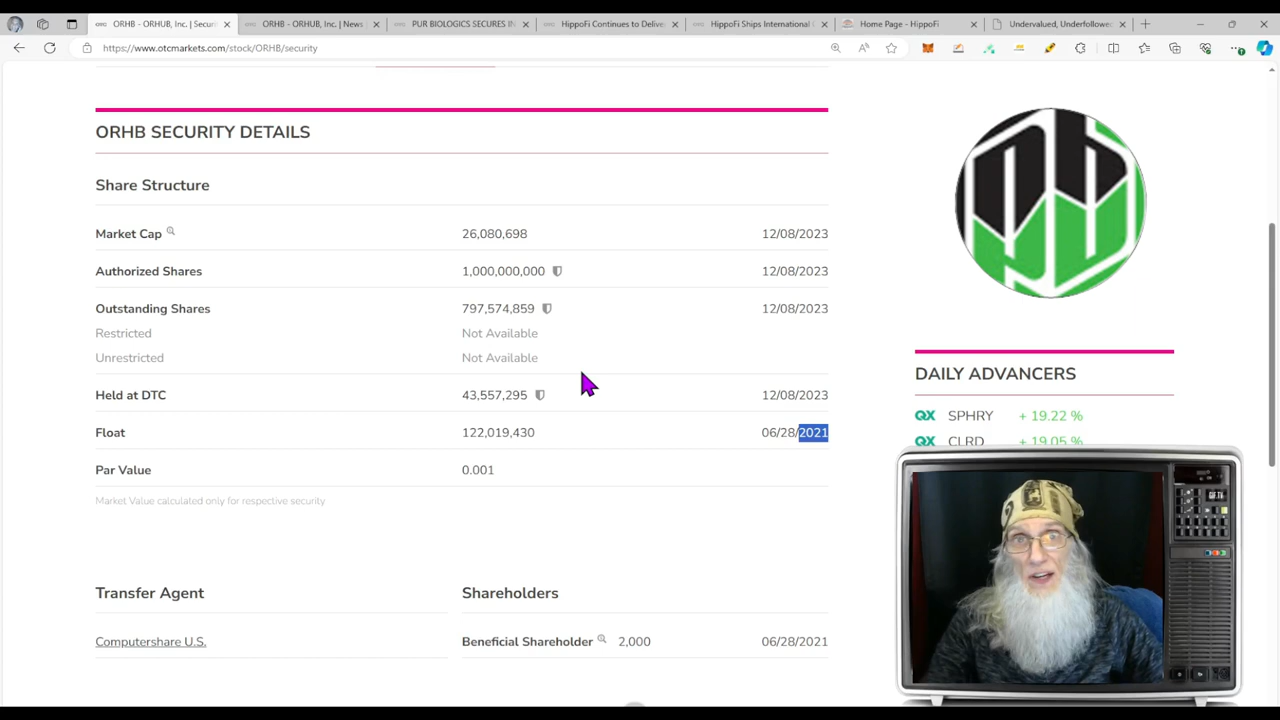 ORHB - ORHUB, Inc. | Securi
ORHB - ORHUB, Inc. | News
PUR BIOLOGICS SECURES IN
HippoFi Continues to Delive
HippoFi Ships International
Home Page - HippoFi
Undervalued, Underfollowed
https://www.otcmarkets.com/stock/ORHB/security
ORHB SECURITY DETAILS
Share Structure
Market Cap 26,080,698 12/08/2023
Authorized Shares 1,000,000,000 12/08/2023
Outstanding Shares 797,574,859 12/08/2023
Restricted Not Available
Unrestricted Not Available
Held at DTC 43,557,295 12/08/2023
Float 122,019,430 06/28/2021
Par Value 0.001
Market Value calculated only for respective security
Transfer Agent
Computershare U.S.
Shareholders
Beneficial Shareholder 2,000 06/28/2021
DAILY ADVANCERS
QX SPHRY + 19.22 %
QX CLRD + 19.05 %